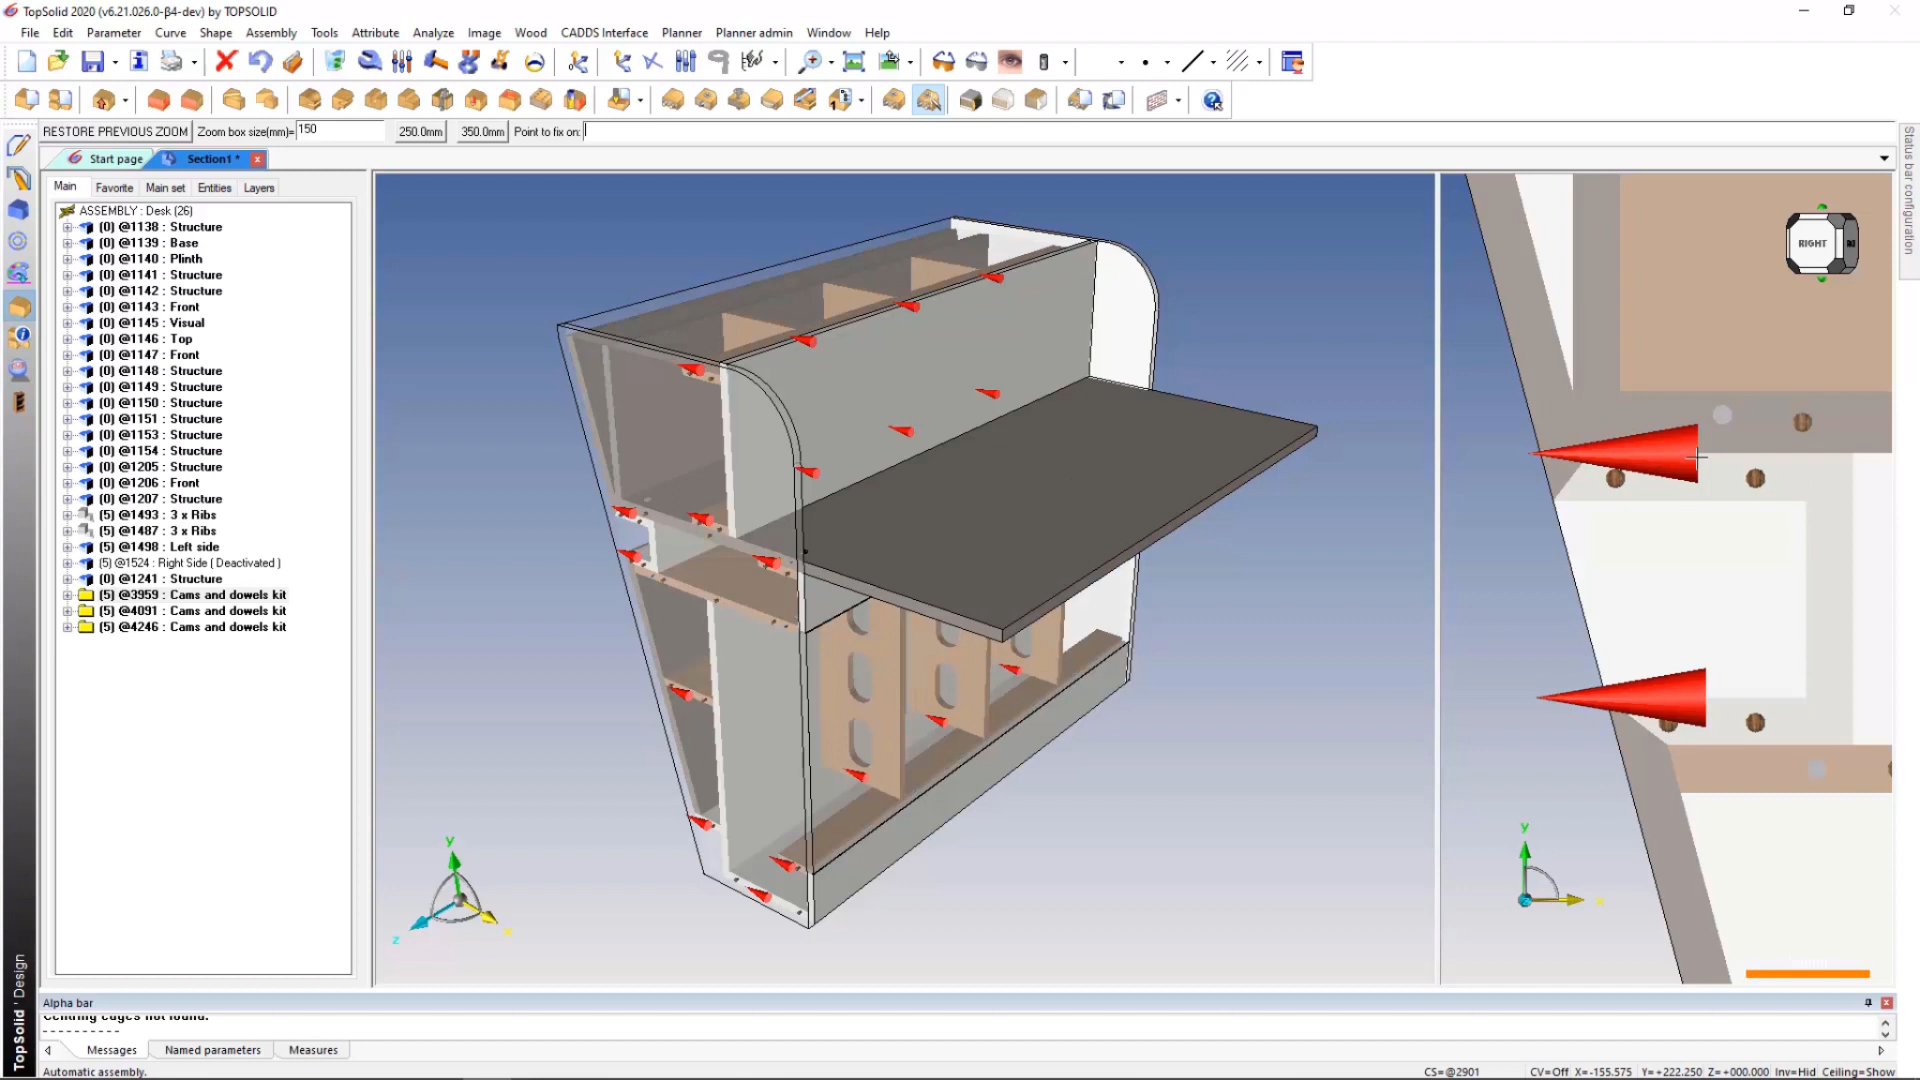 TopSolid 2020 (v6.21.026.0-β4-dev) by TOPSOLID
File Edit Parameter Curve Shape Assembly Tools Attribute Analyze Image Wood CADDS Interface Planner Planner admin Window Help
RESTORE PREVIOUS ZOOM Zoom box size(mm)= 150 250.0mm 350.0mm Point to fix on:
Start page Section1 *
Main Favorite Main set Entities Layers
ASSEMBLY : Desk (26)
(0) @1138 : Structure
(0) @1139 : Base
(0) @1140 : Plinth
(0) @1141 : Structure
(0) @1142 : Structure
(0) @1143 : Front
(0) @1145 : Visual
(0) @1146 : Top
(0) @1147 : Front
(0) @1148 : Structure
(0) @1149 : Structure
(0) @1150 : Structure
(0) @1151 : Structure
(0) @1153 : Structure
(0) @1154 : Structure
(0) @1205 : Structure
(0) @1206 : Front
(0) @1207 : Structure
(5) @1493 : 3 x Ribs
(5) @1487 : 3 x Ribs
(5) @1498 : Left side
(5) @1524 : Right Side ( Deactivated )
(0) @1241 : Structure
(5) @3959 : Cams and dowels kit
(5) @4091 : Cams and dowels kit
(5) @4246 : Cams and dowels kit
y
z
x
RIGHT
y
x
Status bar configuration
TopSolid 'Design
Alpha bar
Centring edges not found.
----------
Messages Named parameters Measures
Automatic assembly.
CS=@2901 CV=Off X=-155.575 Y=+222.250 Z=+000.000 Inv=Hid Ceiling=Show